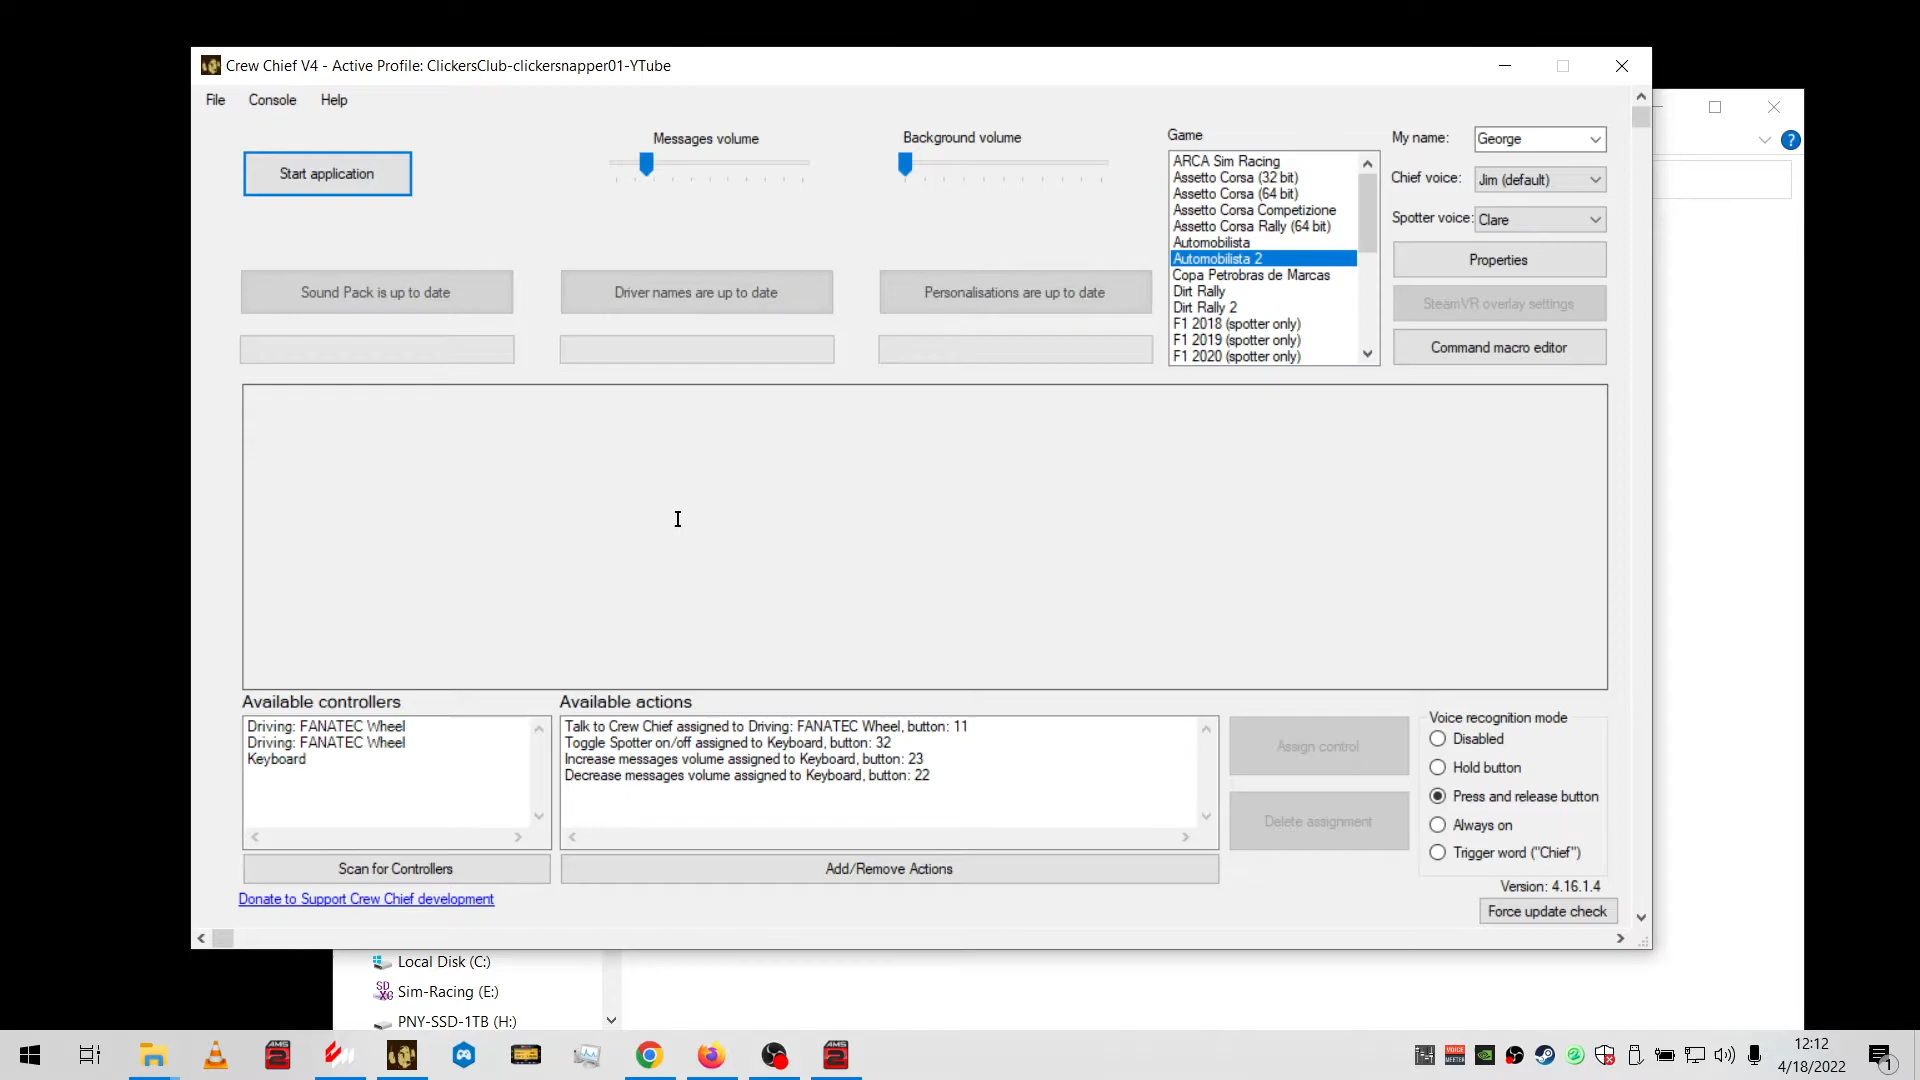 Crew Chief V4 - Active Profile: ClickersClub-clickersnapper01-YTube
File Console Help
Start application
Messages volume
Background volume
Game
ARCA Sim Racing
Assetto Corsa (32 bit)
Assetto Corsa (64 bit)
Assetto Corsa Competizione
Assetto Corsa Rally (64 bit)
Automobilista
Automobilista 2
Copa Petrobras de Marcas
Dirt Rally
Dirt Rally 2
F1 2018 (spotter only)
F1 2019 (spotter only)
F1 2020 (spotter only)
My name: George
Chief voice: Jim (default)
Spotter voice: Clare
Properties
SteamVR overlay settings
Command macro editor
Sound Pack is up to date
Driver names are up to date
Personalisations are up to date
Available controllers
Driving: FANATEC Wheel
Driving: FANATEC Wheel
Keyboard
Scan for Controllers
Available actions
Talk to Crew Chief assigned to Driving: FANATEC Wheel, button: 11
Toggle Spotter on/off assigned to Keyboard, button: 32
Increase messages volume assigned to Keyboard, button: 23
Decrease messages volume assigned to Keyboard, button: 22
Add/Remove Actions
Assign control
Delete assignment
Voice recognition mode
Disabled
Hold button
Press and release button
Always on
Trigger word ("Chief")
Version: 4.16.1.4
Force update check
Donate to Support Crew Chief development
Local Disk (C:)
Sim-Racing (E:)
PNY-SSD-1TB (H:)
12:12
4/18/2022
1